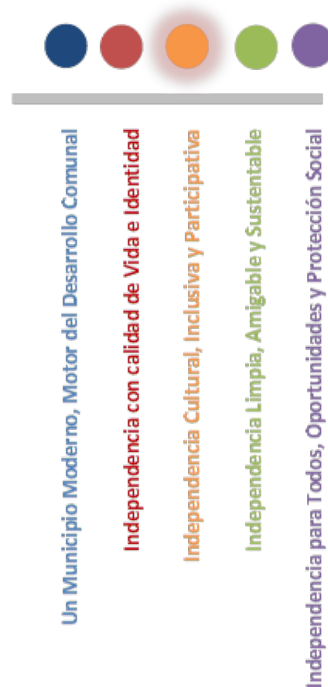 Un Municipio Moderno, Motor del Desarrollo Comunal
Independencia con calidad de Vida e Identidad
Independencia Cultural, Inclusiva y Participativa
Independencia Limpia, Amigable y Sustentable
Independencia para Todos, Oportunidades y Protección Social